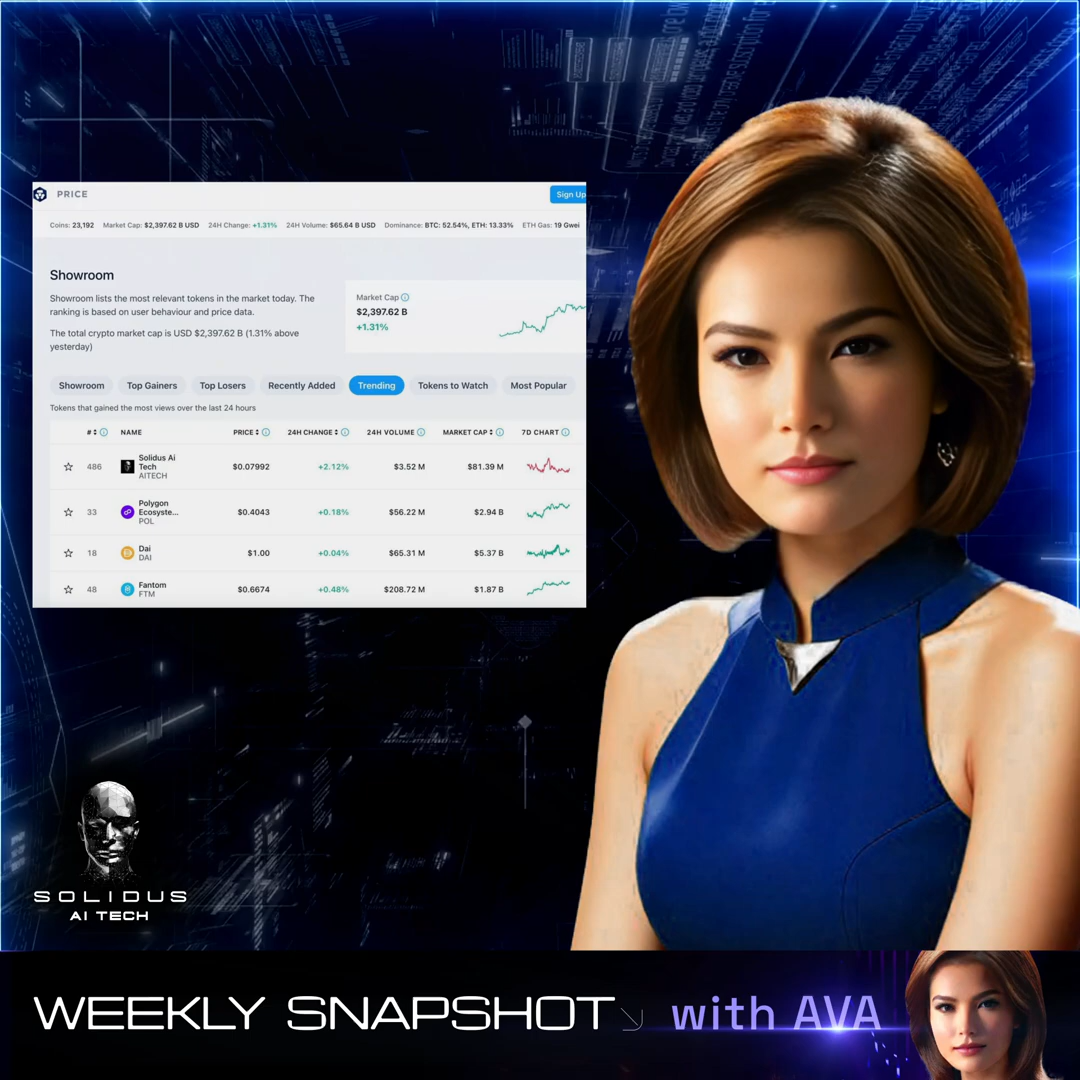 PRICE
Sign Up
Coins: 23,192 Market Cap: $2,397.62 B USD 24H Change: +1.31% 24H Volume: $65.64 B USD Dominance: BTC: 52.54%, ETH: 13.33% ETH Gas: 19 Gwei
Showroom
Showroom lists the most relevant tokens in the market today. The
ranking is based on user behaviour and price data.
The total crypto market cap is USD $2,397.62 B (1.31% above
yesterday)
Market Cap
$2,397.62 B
+1.31%
Showroom Top Gainers Top Losers Recently Added Trending Tokens to Watch Most Popular
Tokens that gained the most views over the last 24 hours
# NAME PRICE 24H CHANGE 24H VOLUME MARKET CAP 7D CHART
486 Solidus Ai
Tech
AITECH
$0.07992 +2.12% $3.52 M $81.39 M
33 Polygon
Ecosyste...
POL
$0.4043 +0.18% $56.22 M $2.94 B
18 Dai
DAI
$1.00 +0.04% $65.31 M $5.37 B
48 Fantom
FTM
$0.6674 +0.48% $208.72 M $1.87 B
SOLIDUS
AI TECH
WEEKLY SNAPSHOT with AVA